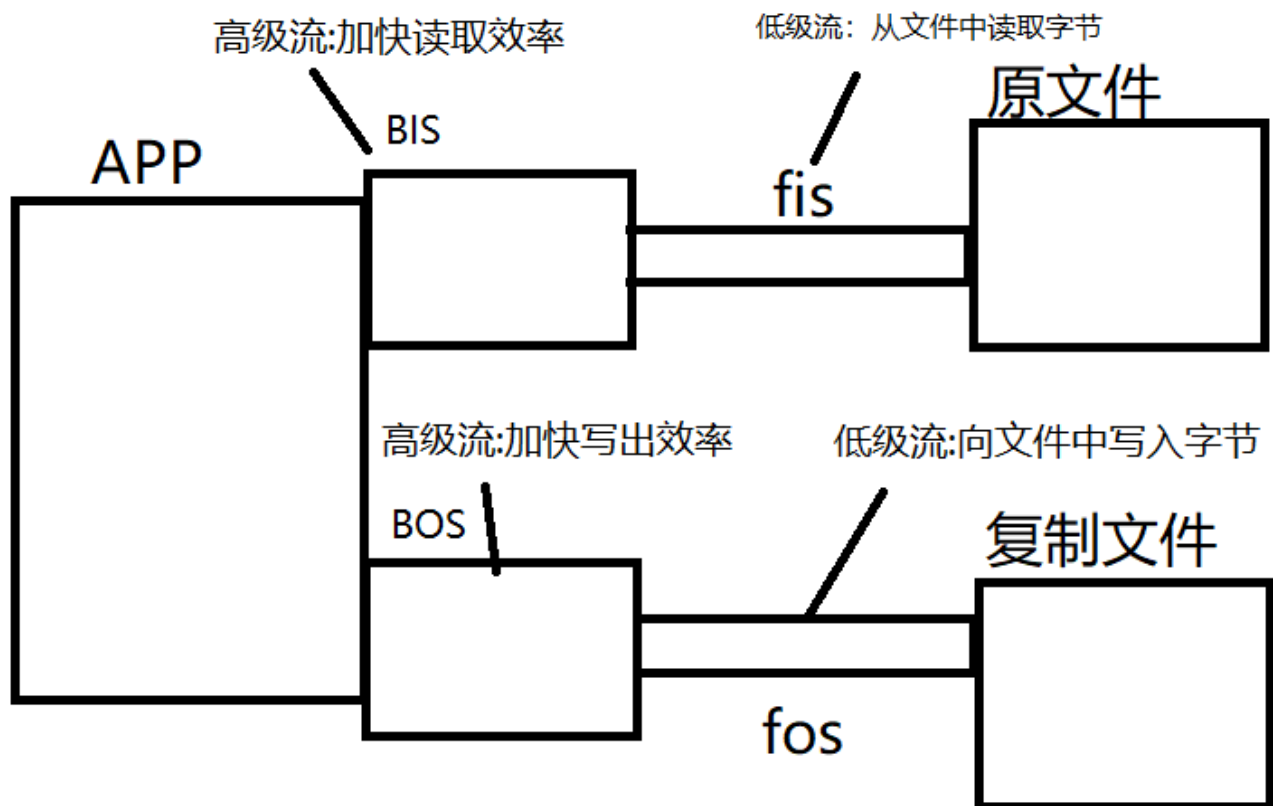 高级流:加快读取效率
低级流：从文件中读取字节
原文件
BIS
APP
fis
高级流:加快写出效率
低级流:向文件中写入字节
BOS
复制文件
fos